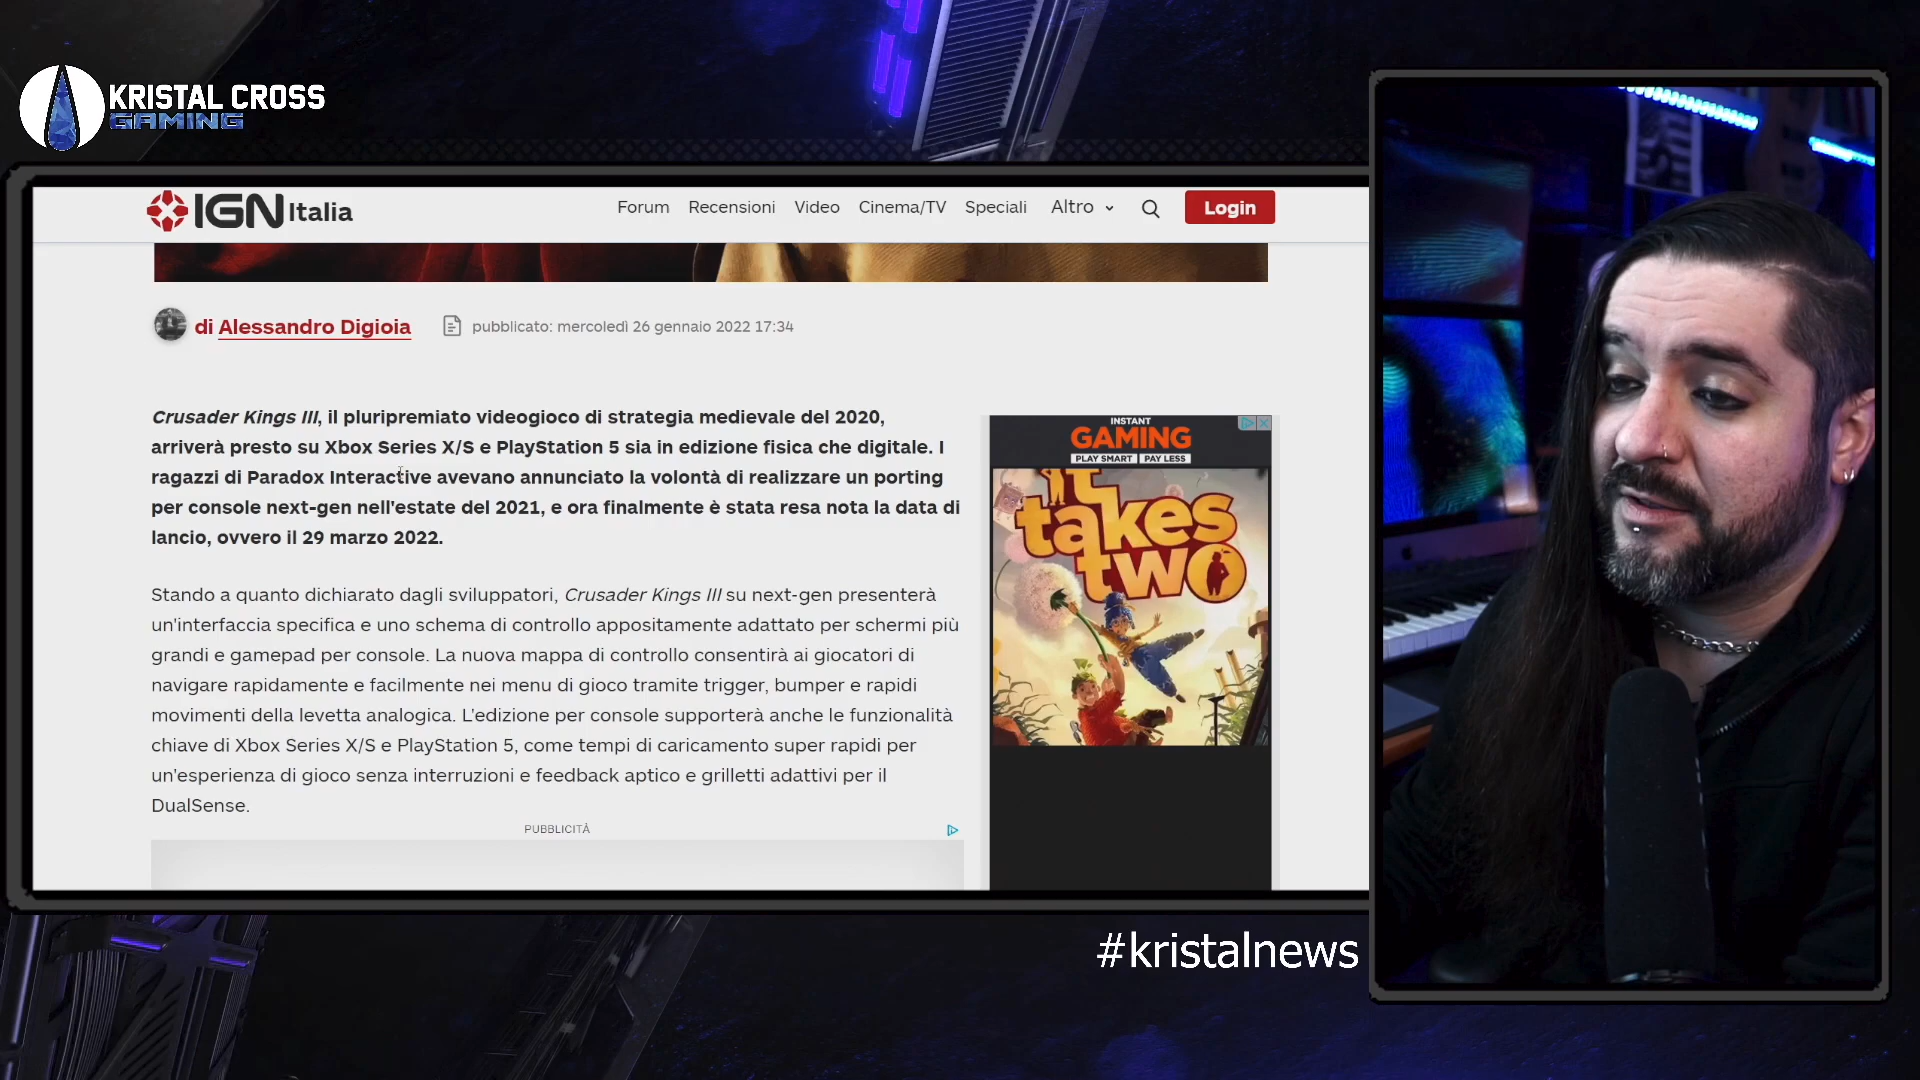 KRISTAL CROSS
GAMING
IGN Italia
Forum Recensioni Video Cinema/TV Speciali Altro Login
di Alessandro Digioia pubblicato: mercoledì 26 gennaio 2022 17:34
Crusader Kings III, il pluripremiato videogioco di strategia medievale del 2020,
arriverà presto su Xbox Series X/S e PlayStation 5 sia in edizione fisica che digitale. I
ragazzi di Paradox Interactive avevano annunciato la volontà di realizzare un porting
per console next-gen nell'estate del 2021, e ora finalmente è stata resa nota la data di
lancio, ovvero il 29 marzo 2022.
Stando a quanto dichiarato dagli sviluppatori, Crusader Kings III su next-gen presenterà
un'interfaccia specifica e uno schema di controllo appositamente adattato per schermi più
grandi e gamepad per console. La nuova mappa di controllo consentirà ai giocatori di
navigare rapidamente e facilmente nei menu di gioco tramite trigger, bumper e rapidi
movimenti della levetta analogica. L'edizione per console supporterà anche le funzionalità
chiave di Xbox Series X/S e PlayStation 5, come tempi di caricamento super rapidi per
un'esperienza di gioco senza interruzioni e feedback aptico e grilletti adattivi per il
DualSense.
PUBBLICITÀ
INSTANT
GAMING
PLAY SMART PAY LESS
it
takes
two
#kristalnews